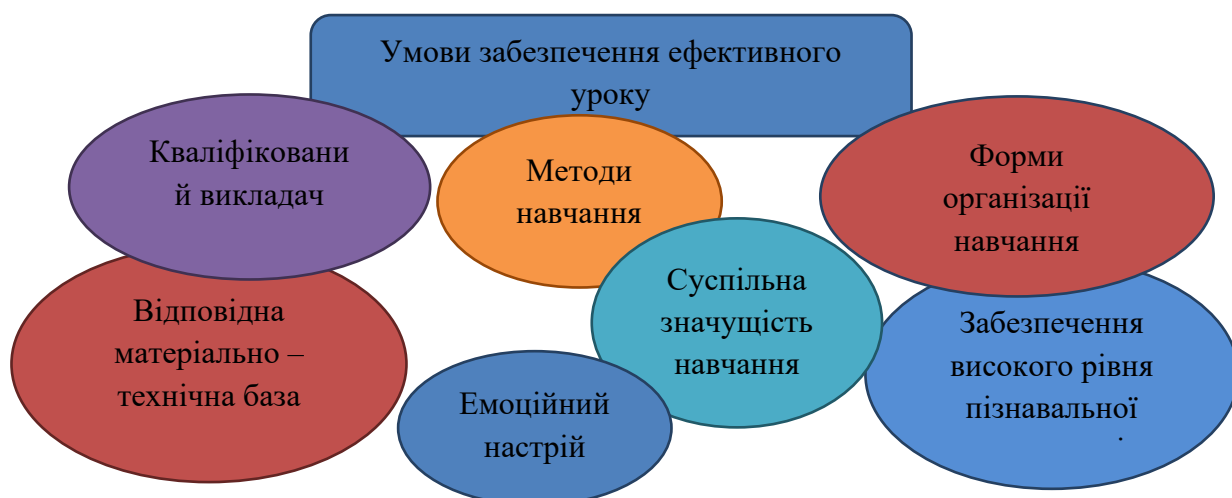 Умови забезпечення ефективного
уроку
Кваліфіковани
й викладач
Методи
навчання
Форми
організації
навчання
Відповідна
матеріально –
технічна база
Суспільна
значущість
навчання
Забезпечення
високого рівня
пізнавальної
Емоційний
настрій